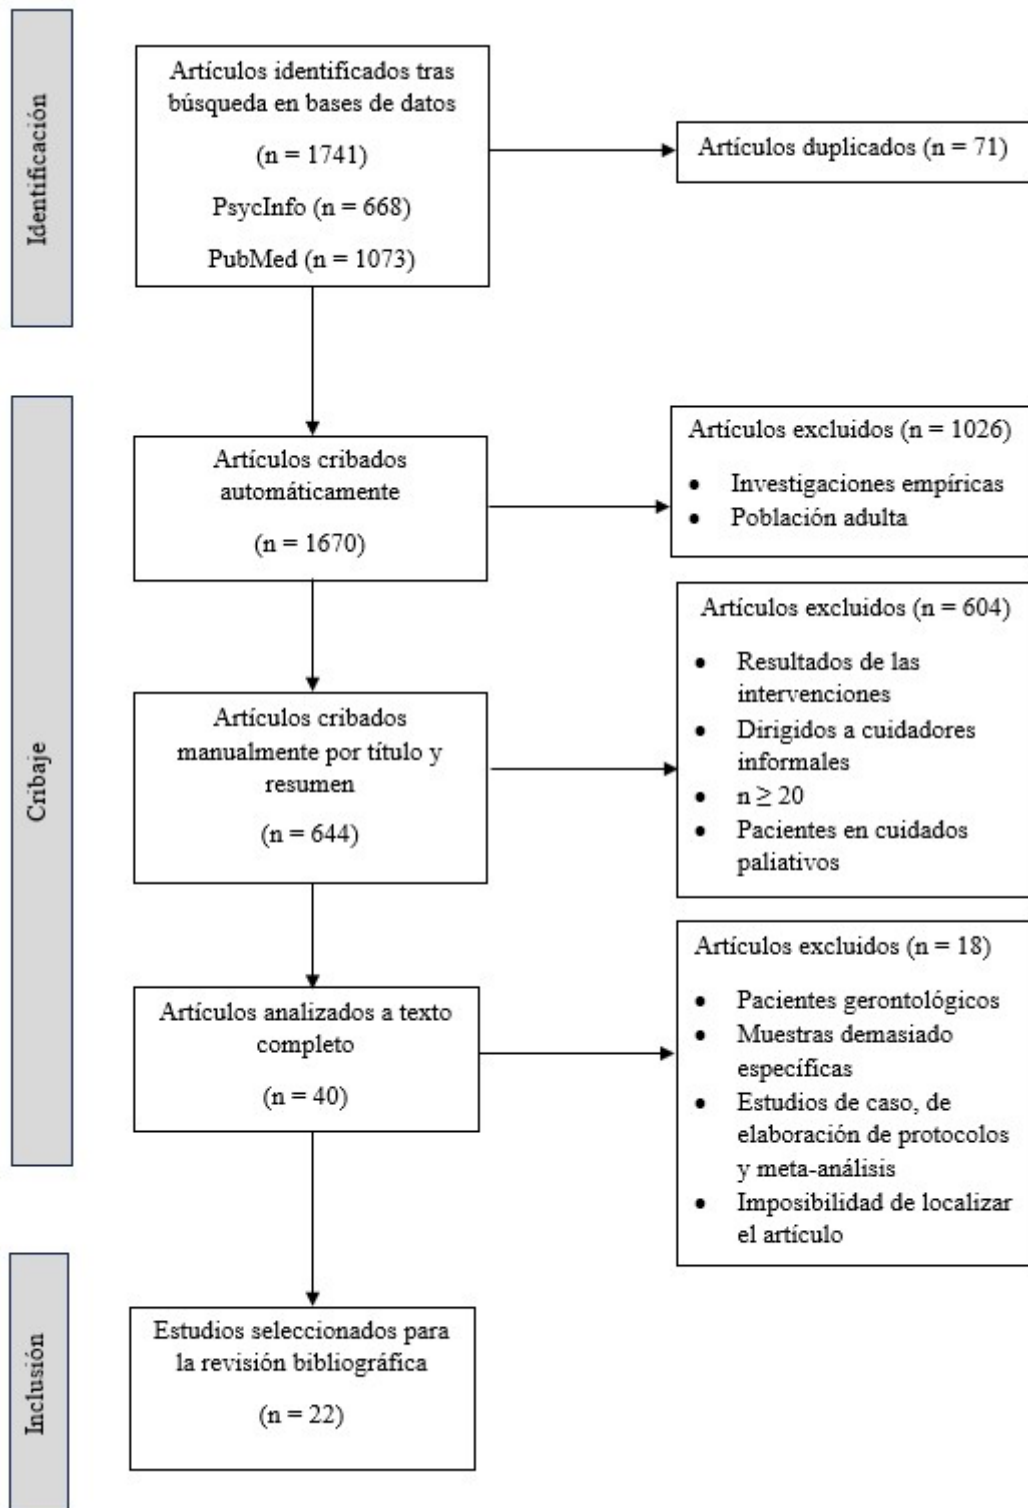 Identificación
Artículos identificados tras
búsqueda en bases de datos
(n = 1741)
PsycInfo (n = 668)
PubMed (n = 1073)
Artículos duplicados (n = 71)
Cribaje
Artículos cribados
automáticamente
(n = 1670)
Artículos excluidos (n = 1026)
• Investigaciones empíricas
• Población adulta
Artículos cribados
manualmente por título y
resumen
(n = 644)
Artículos excluidos (n = 604)
• Resultados de las
intervenciones
• Dirigidos a cuidadores
informales
• n ≥ 20
• Pacientes en cuidados
paliativos
Artículos analizados a texto
completo
(n = 40)
Artículos excluidos (n = 18)
• Pacientes gerontológicos
• Muestras demasiado
específicas
• Estudios de caso, de
elaboración de protocolos
y meta-análisis
• Imposibilidad de localizar
el artículo
Inclusión
Estudios seleccionados para
la revisión bibliográfica
(n = 22)